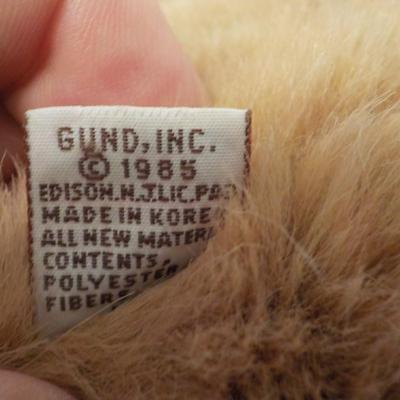 GUND, INC.
© 1985
EDISON.N.J.LIC.PA
MADE IN KORE
ALL NEW MATER
CONTENTS.
POLYESTER
FIBER